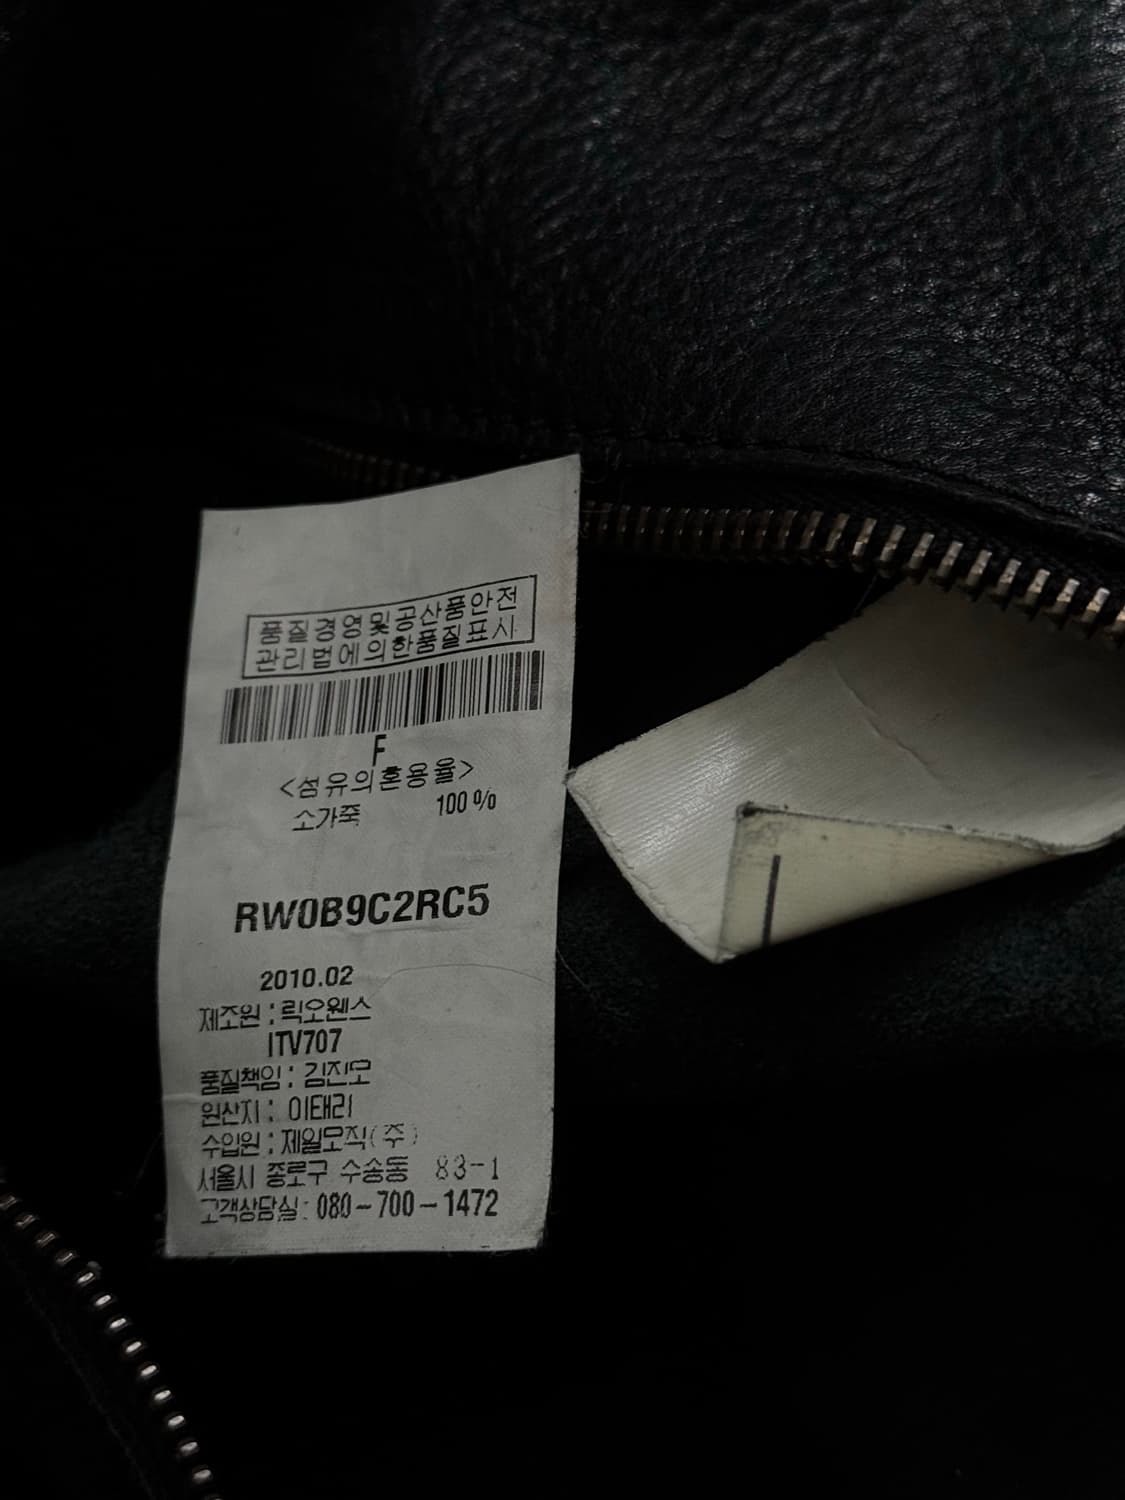 품질경영및공산품안전
관리법에의한품질표시
F
<섬유의혼용율>
소가죽 100%
RW0B9C2RC5
2010.02
제조원 : 릭오웬스
ITV707
품질책임 : 김진모
원산지 : 이태리
수입원 : 제일모직(주)
서울시 종로구 수송동 83-1
고객상담실: 080-700-1472